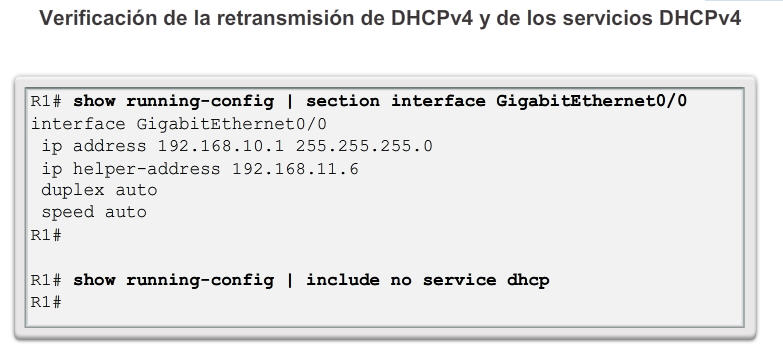 Verificación de la retransmisión de DHCPv4 y de los servicios DHCPv4
R1# show running-config | section interface GigabitEthernet0/0
interface GigabitEthernet0/0
 ip address 192.168.10.1 255.255.255.0
 ip helper-address 192.168.11.6
 duplex auto
 speed auto
R1#
R1# show running-config | include no service dhcp
R1#